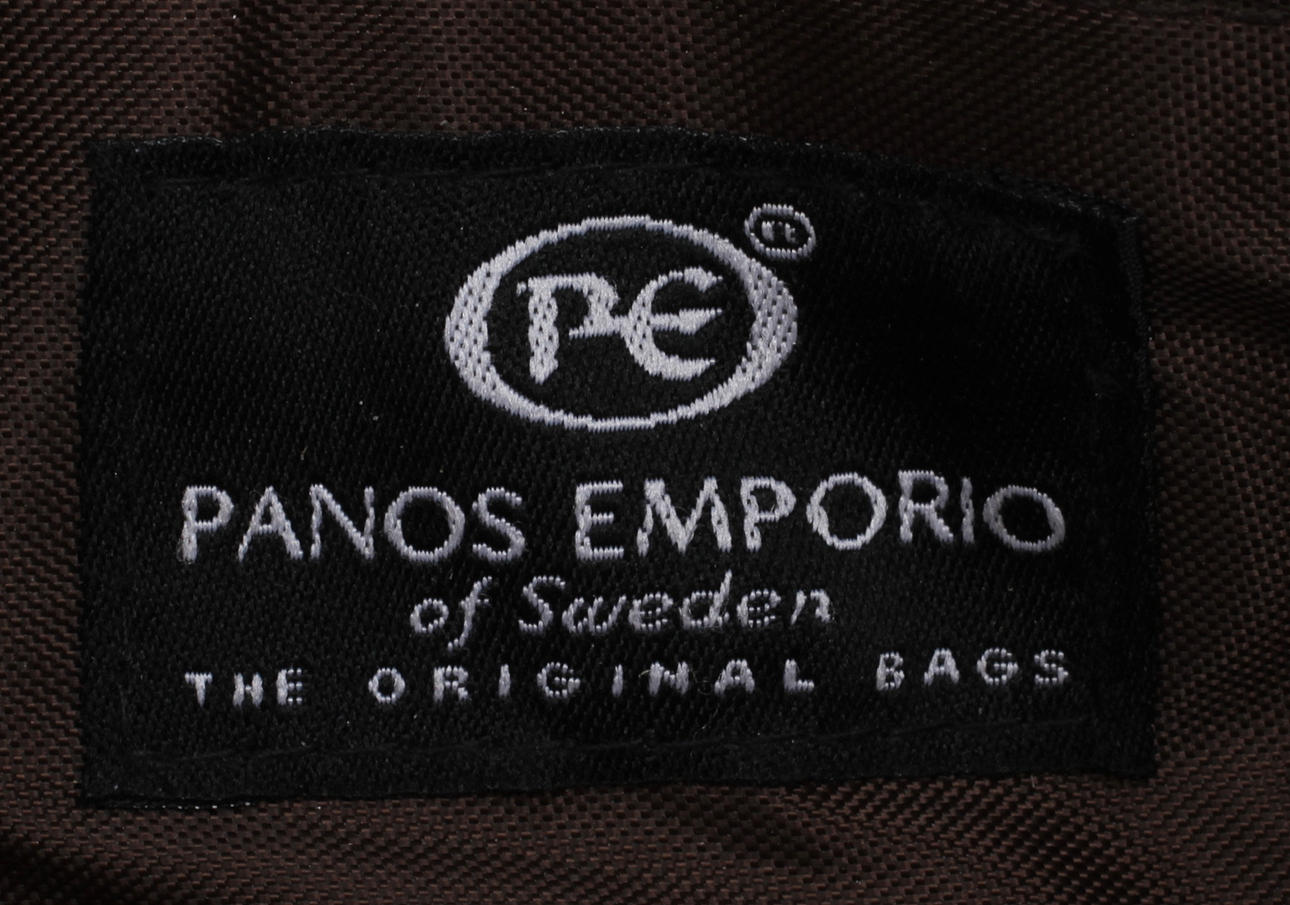 PE®
PANOS EMPORIO
of Sweden
THE ORIGINAL BAGS